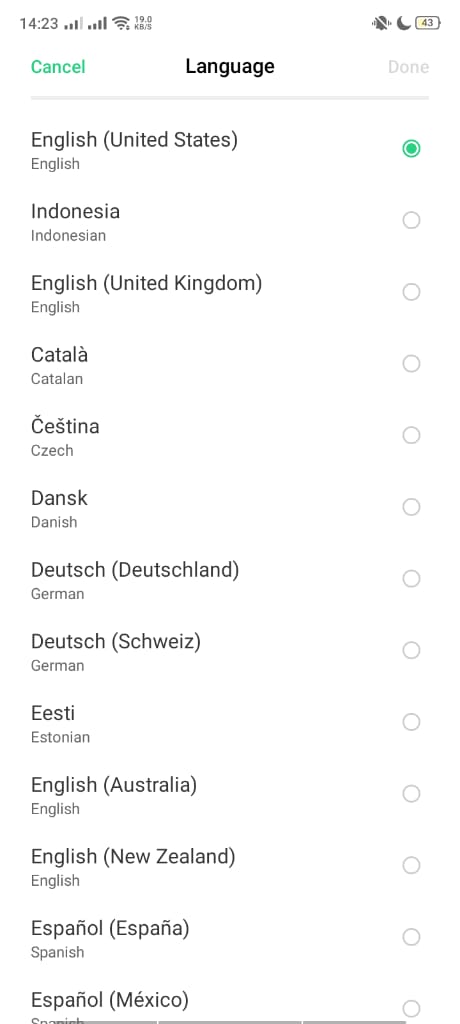 14:23 19.0 KB/S 43
Cancel Language Done
English (United States)
English
Indonesia
Indonesian
English (United Kingdom)
English
Català
Catalan
Čeština
Czech
Dansk
Danish
Deutsch (Deutschland)
German
Deutsch (Schweiz)
German
Eesti
Estonian
English (Australia)
English
English (New Zealand)
English
Español (España)
Spanish
Español (México)
Spanish